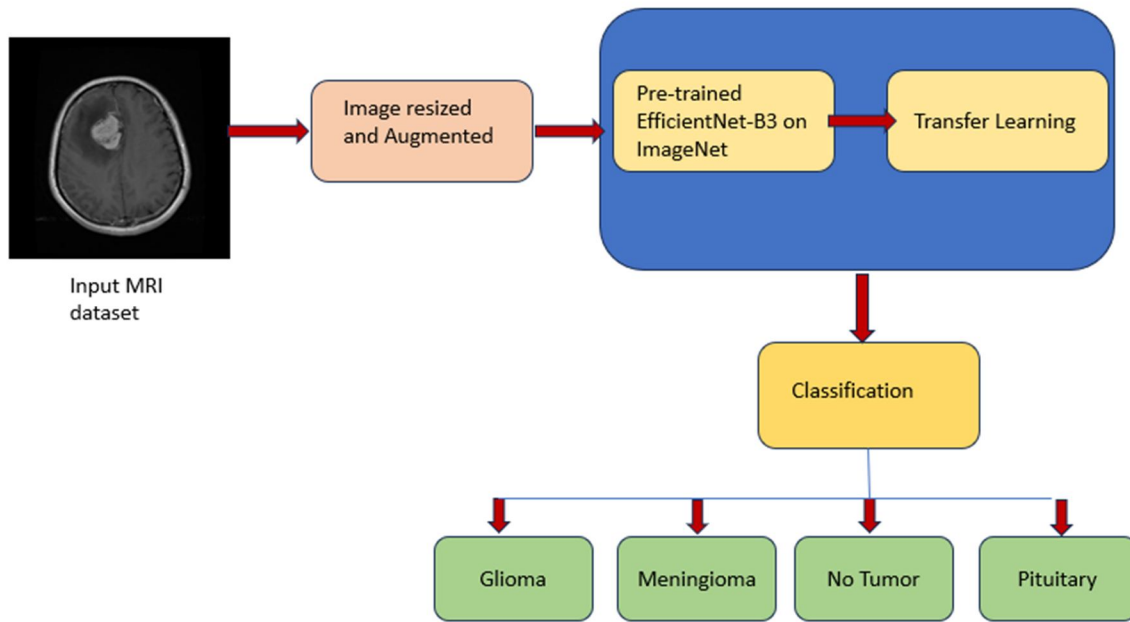 Input MRI
dataset
Image resized
and Augmented
Pre-trained
EfficientNet-B3 on
ImageNet
Transfer Learning
Classification
Glioma
Meningioma
No Tumor
Pituitary